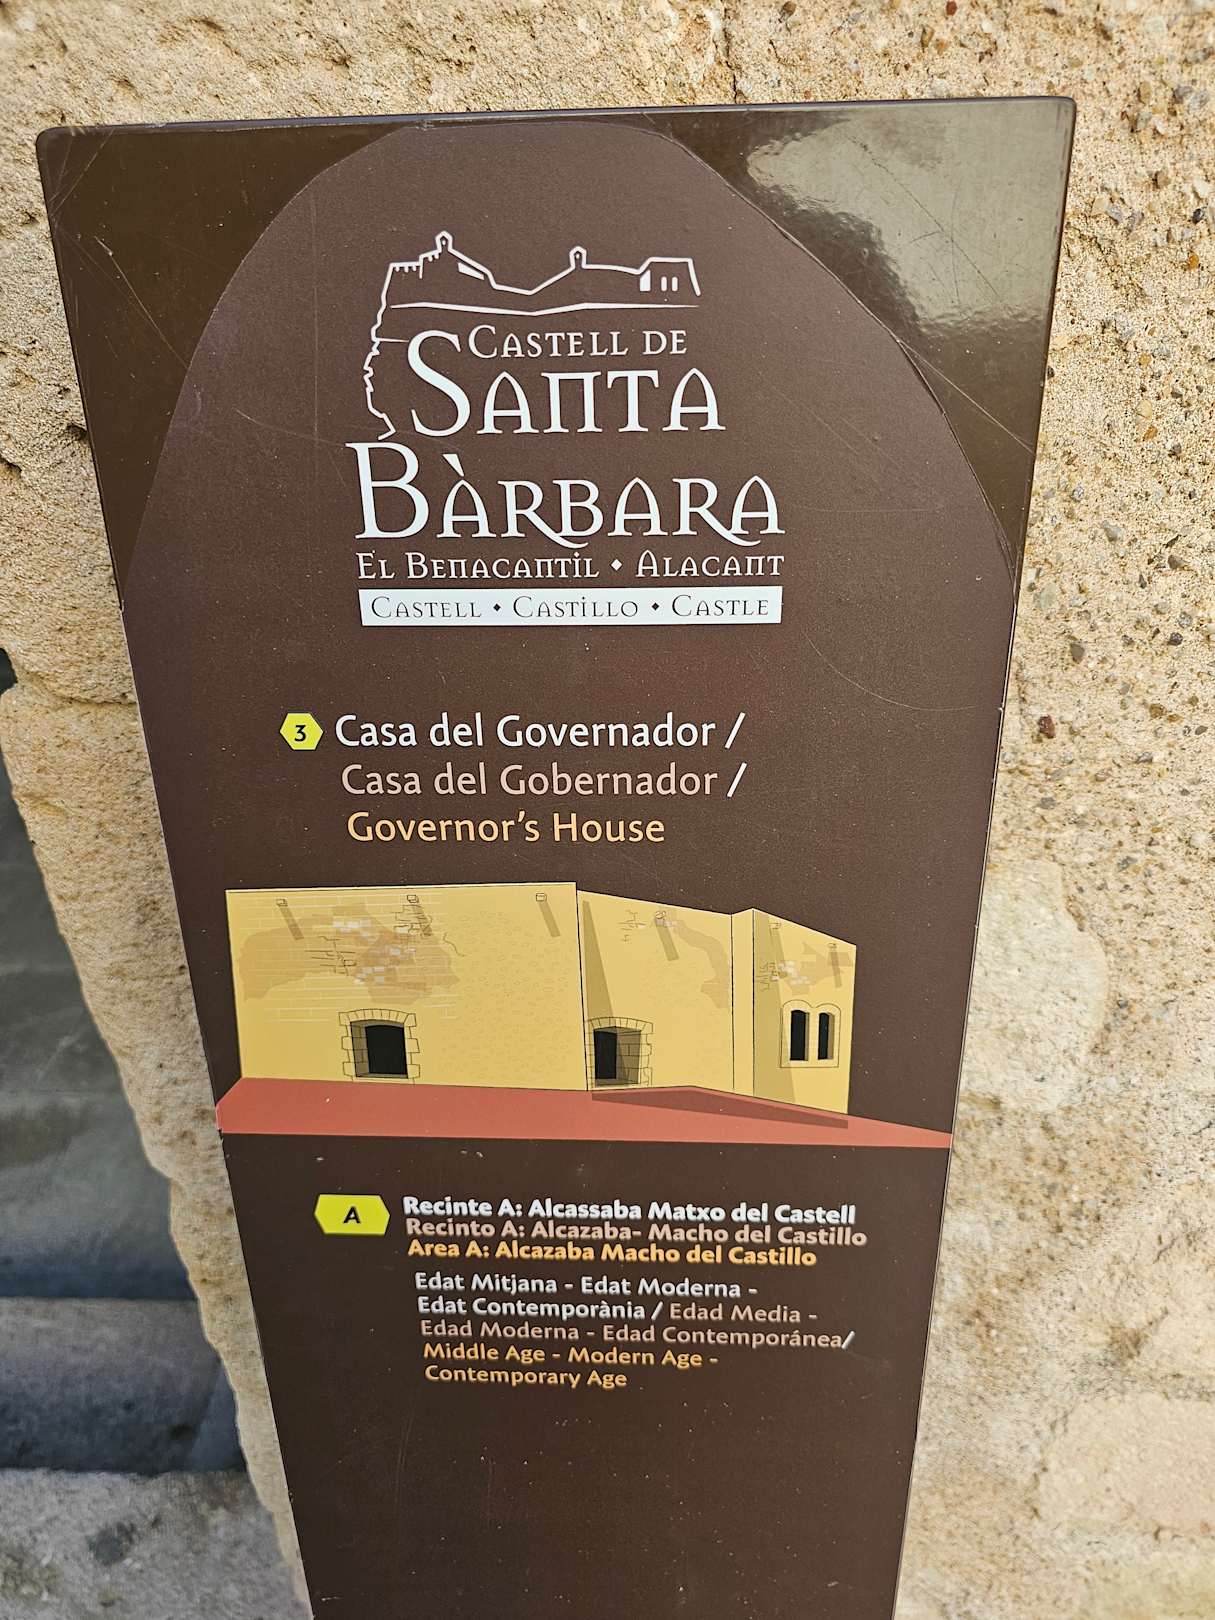 CASTELL DE
SANTA
BÀRBARA
EL BENACANTIL • ALACANT
CASTELL • CASTILLO • CASTLE
3 Casa del Governador /
Casa del Gobernador /
Governor's House
A Recinte A: Alcassaba Matxo del Castell
Recinto A: Alcazaba- Macho del Castillo
Area A: Alcazaba Macho del Castillo
Edat Mitjana - Edat Moderna -
Edat Contemporània / Edad Media -
Edad Moderna - Edad Contemporánea/
Middle Age - Modern Age -
Contemporary Age